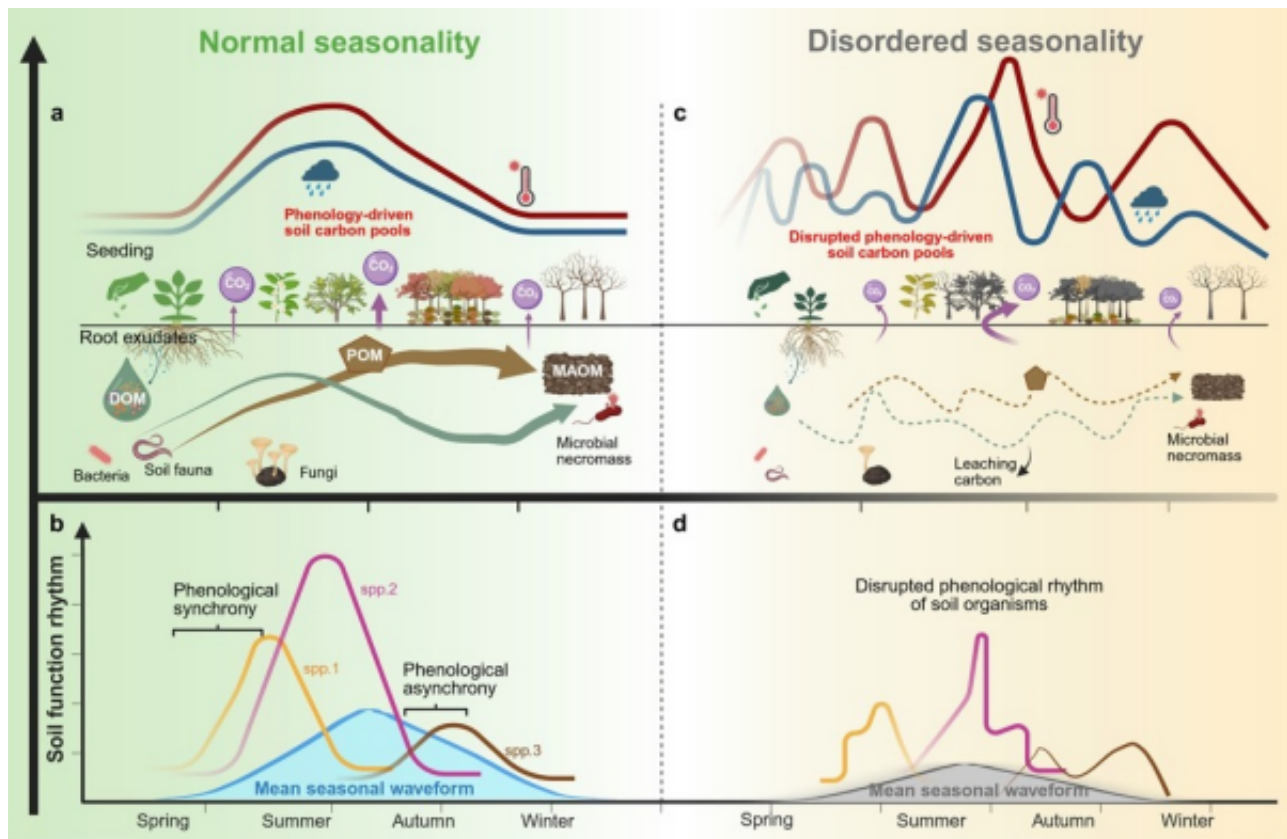 Normal seasonality
Disordered seasonality
a
Phenology-driven
soil carbon pools
Seeding
CO₂
CO₂
CO₂
Root exudates
POM
MAOM
DOM
Bacteria
Soil fauna
Fungi
Microbial
necromass
c
Disrupted phenology-driven
soil carbon pools
CO₂
CO₂
CO₂
Leaching
carbon
Microbial
necromass
b
Soil function rhythm
Phenological
synchrony
spp.2
spp.1
Phenological
asynchrony
spp.3
Mean seasonal waveform
Spring
Summer
Autumn
Winter
d
Disrupted phenological rhythm
of soil organisms
Mean seasonal waveform
Spring
Summer
Autumn
Winter